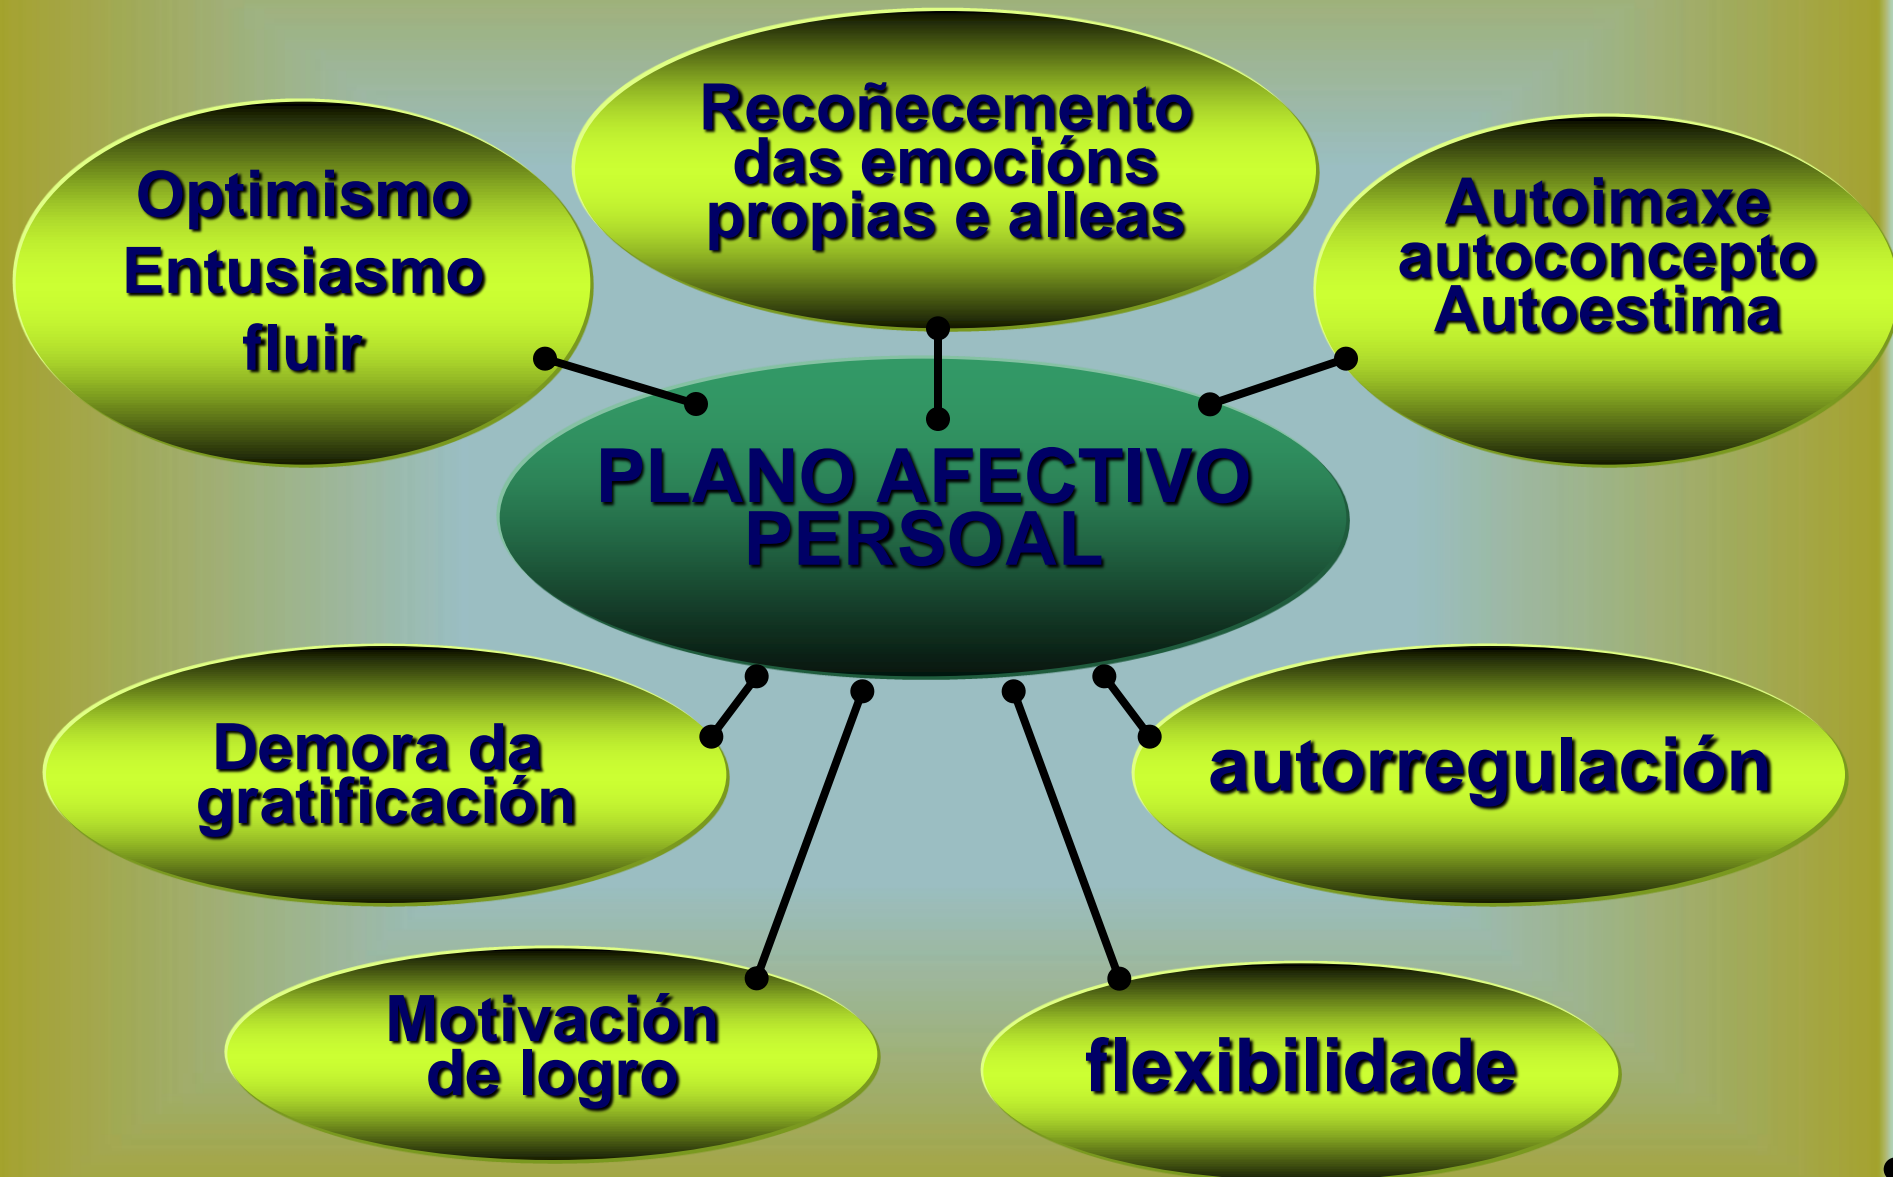 Recoñecemento
das emocións
propias e alleas
Optimismo
Entusiasmo
fluir
Autoimaxe
autoconcepto
Autoestima
PLANO AFECTIVO
PERSOAL
Demora da
gratificación
autorregulación
Motivación
de logro
flexibilidade